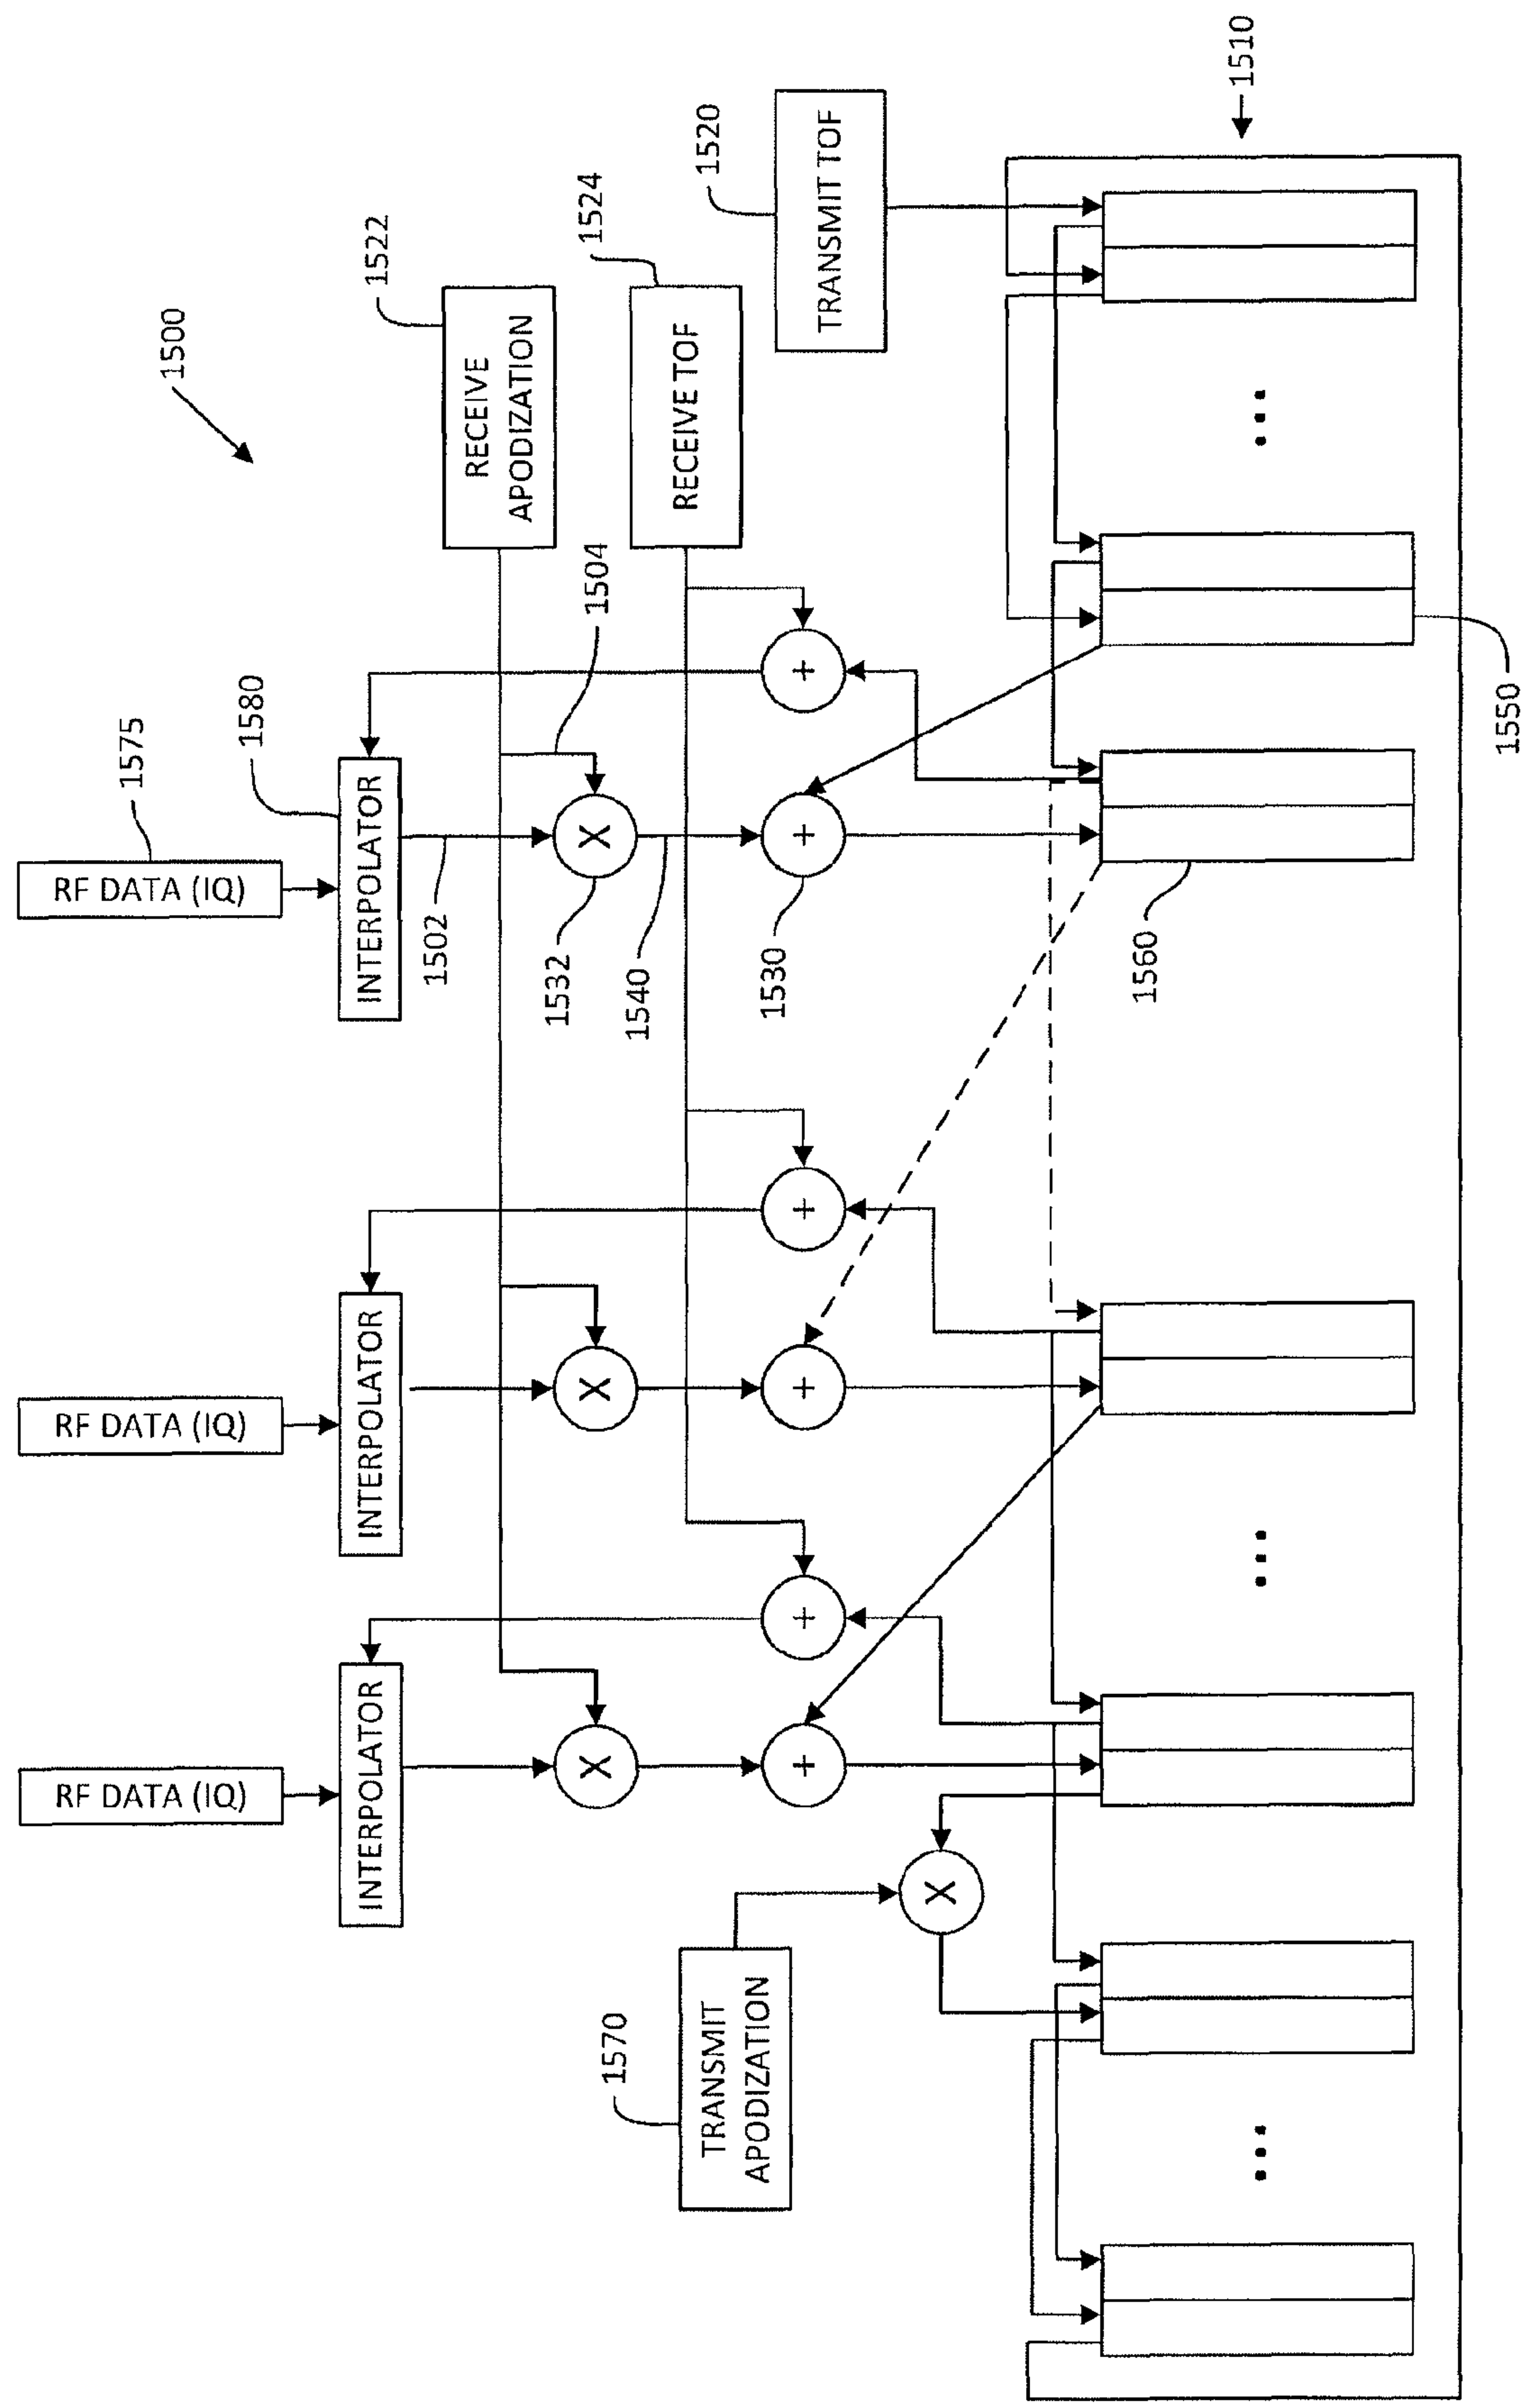 1500
RF DATA (IQ)
RF DATA (IQ)
RF DATA (IQ)
1575
INTERPOLATOR
INTERPOLATOR
INTERPOLATOR
1580
1502
RECEIVE
APODIZATION
1522
X
X
X
1532
1504
1540
RECEIVE TOF
1524
TRANSMIT
APODIZATION
1570
+
+
+
+
+
+
1530
TRANSMIT TOF
1520
X
1560
...
...
...
1510
1550